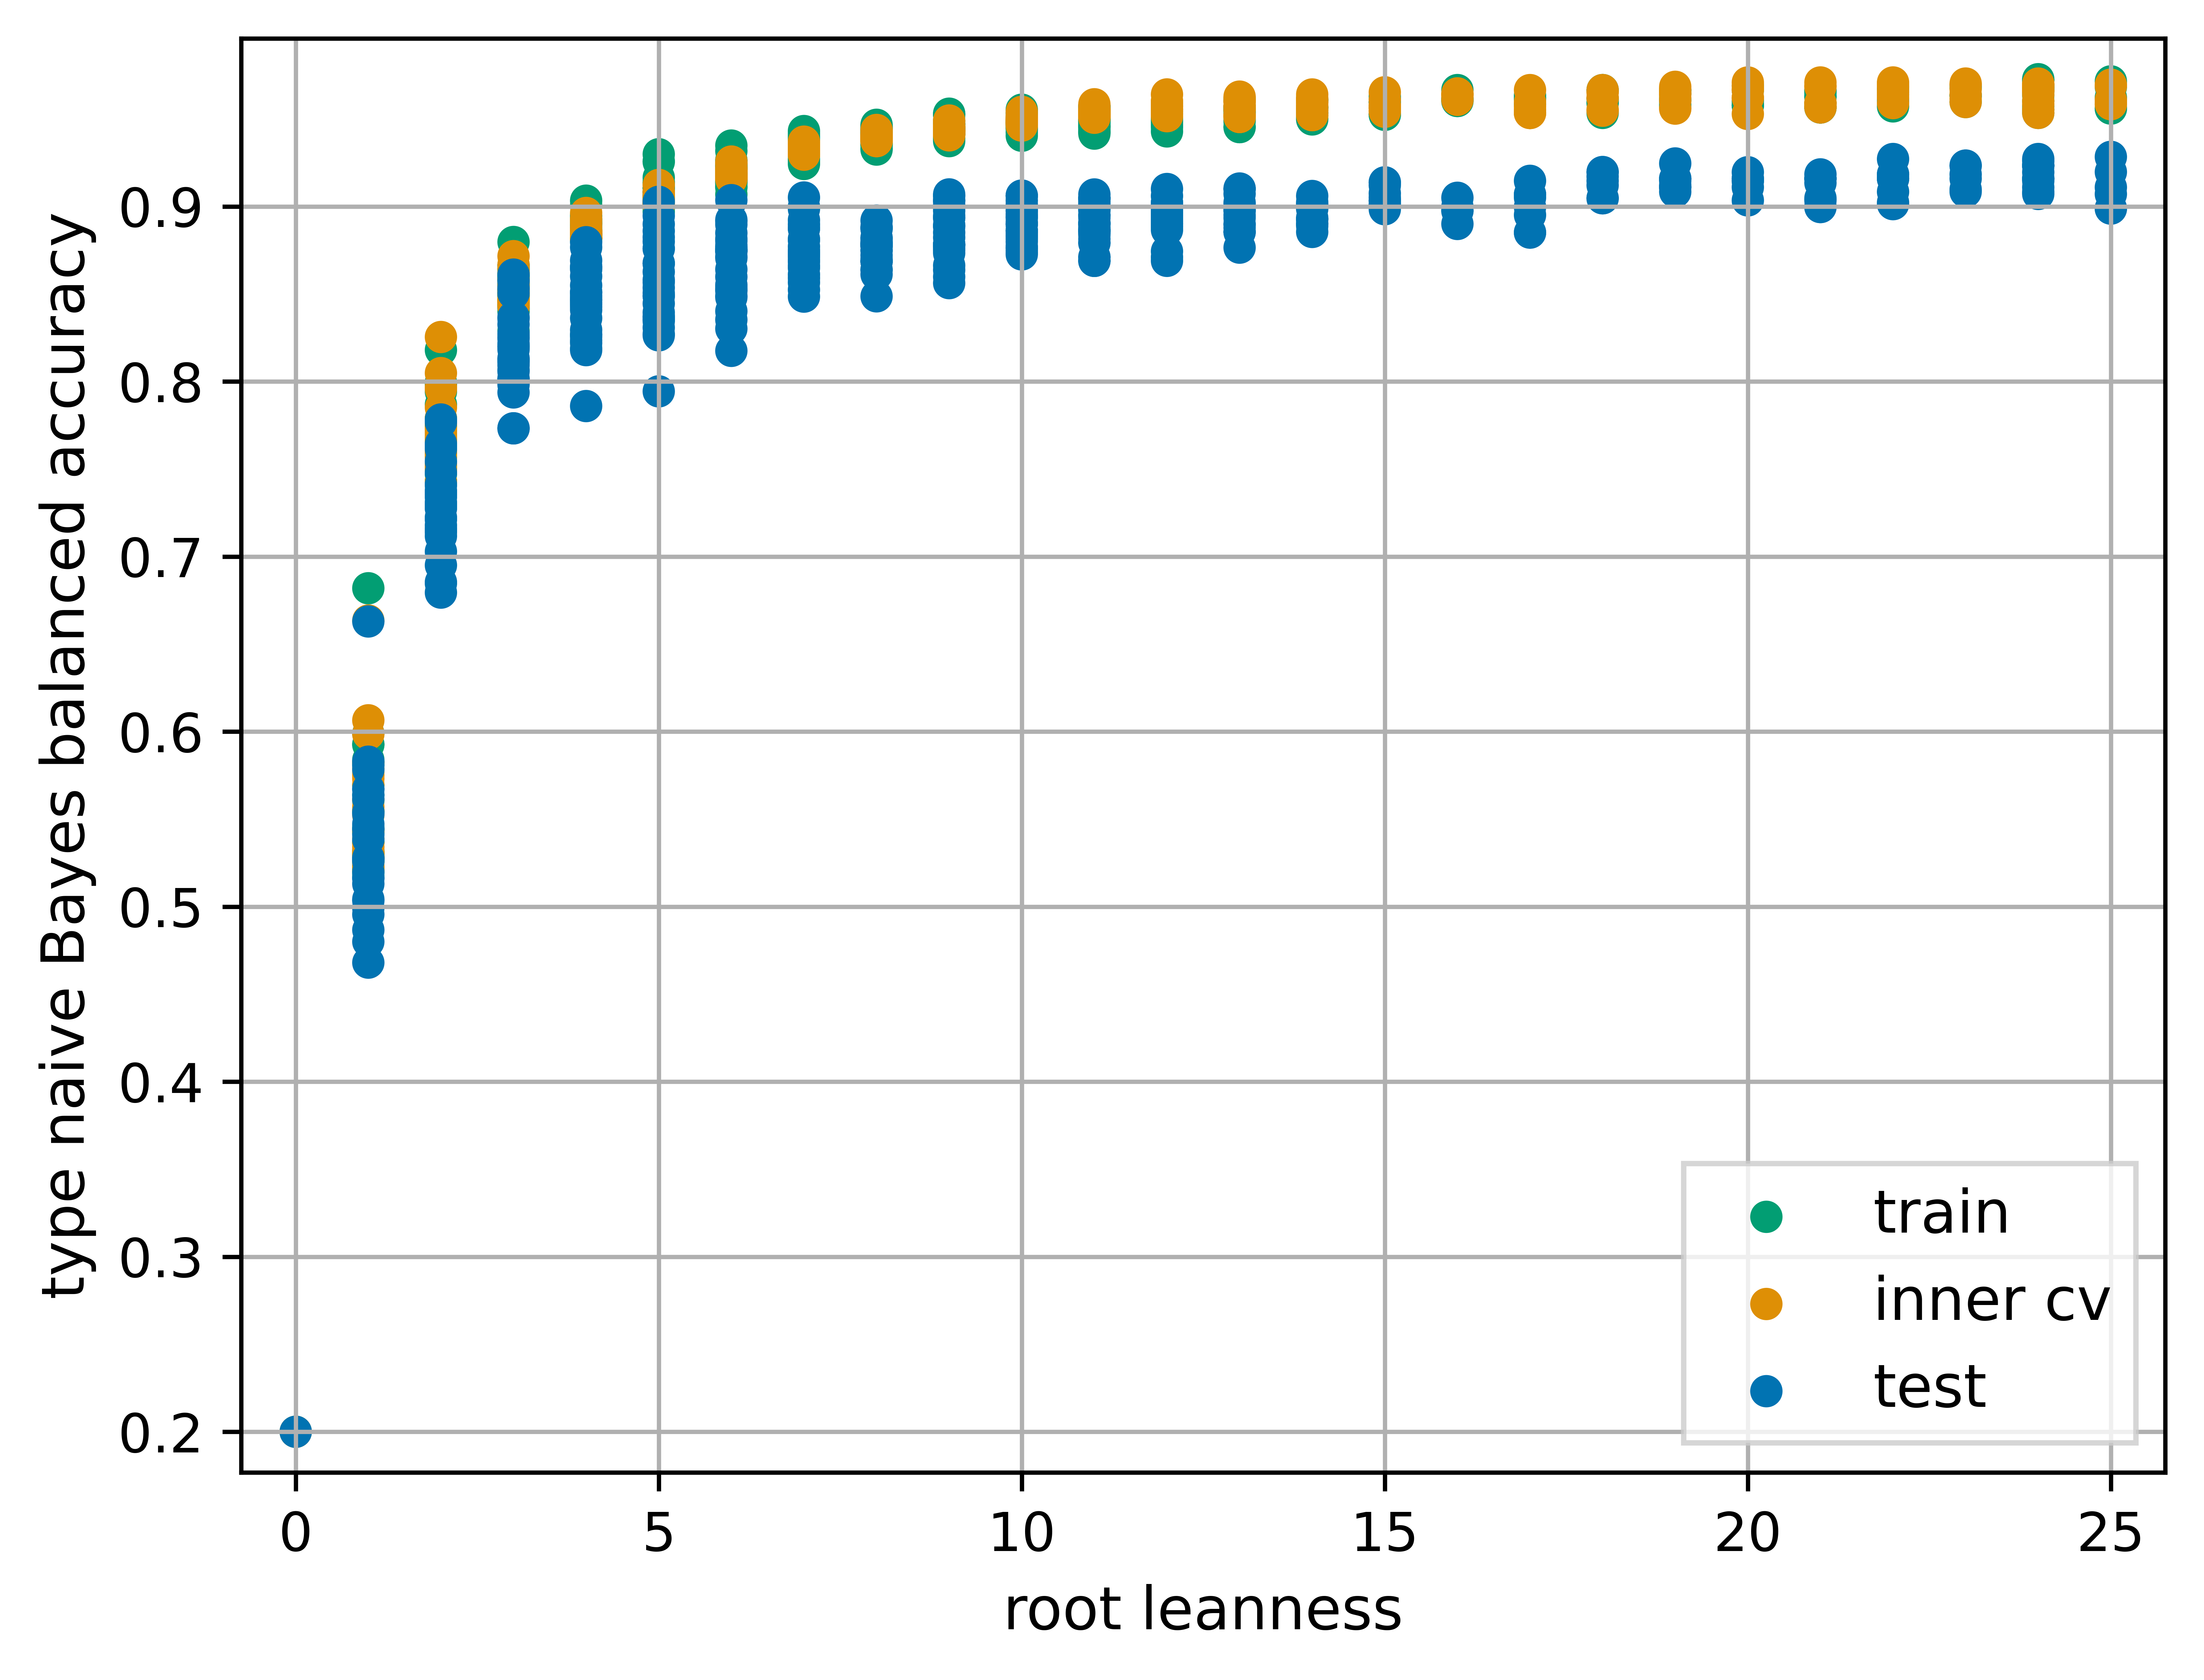 type naive Bayes balanced accuracy
0.9
0.8
0.7
0.6
0.5
0.4
0.3
0.2
train
inner cv
test
0 5 10 15 20 25
root leanness